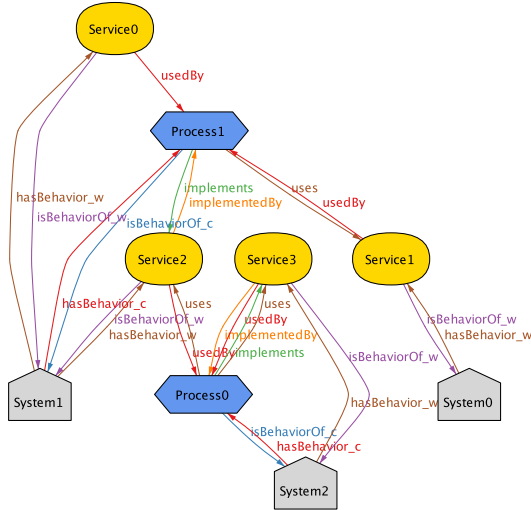 Service0
usedBy
Process1
implements
uses
hasBehavior_w
implementedBy
usedBy
isBehaviorOf_w
isBehaviorOf_c
Service2
Service3
Service1
hasBehavior_c
uses
uses
isBehaviorOf_w
usedBy
isBehaviorOf_w
hasBehavior_w
implementedBy
hasBehavior_w
usedBy
implements
isBehaviorOf_w
System1
Process0
hasBehavior_w
System0
isBehaviorOf_c
hasBehavior_c
System2